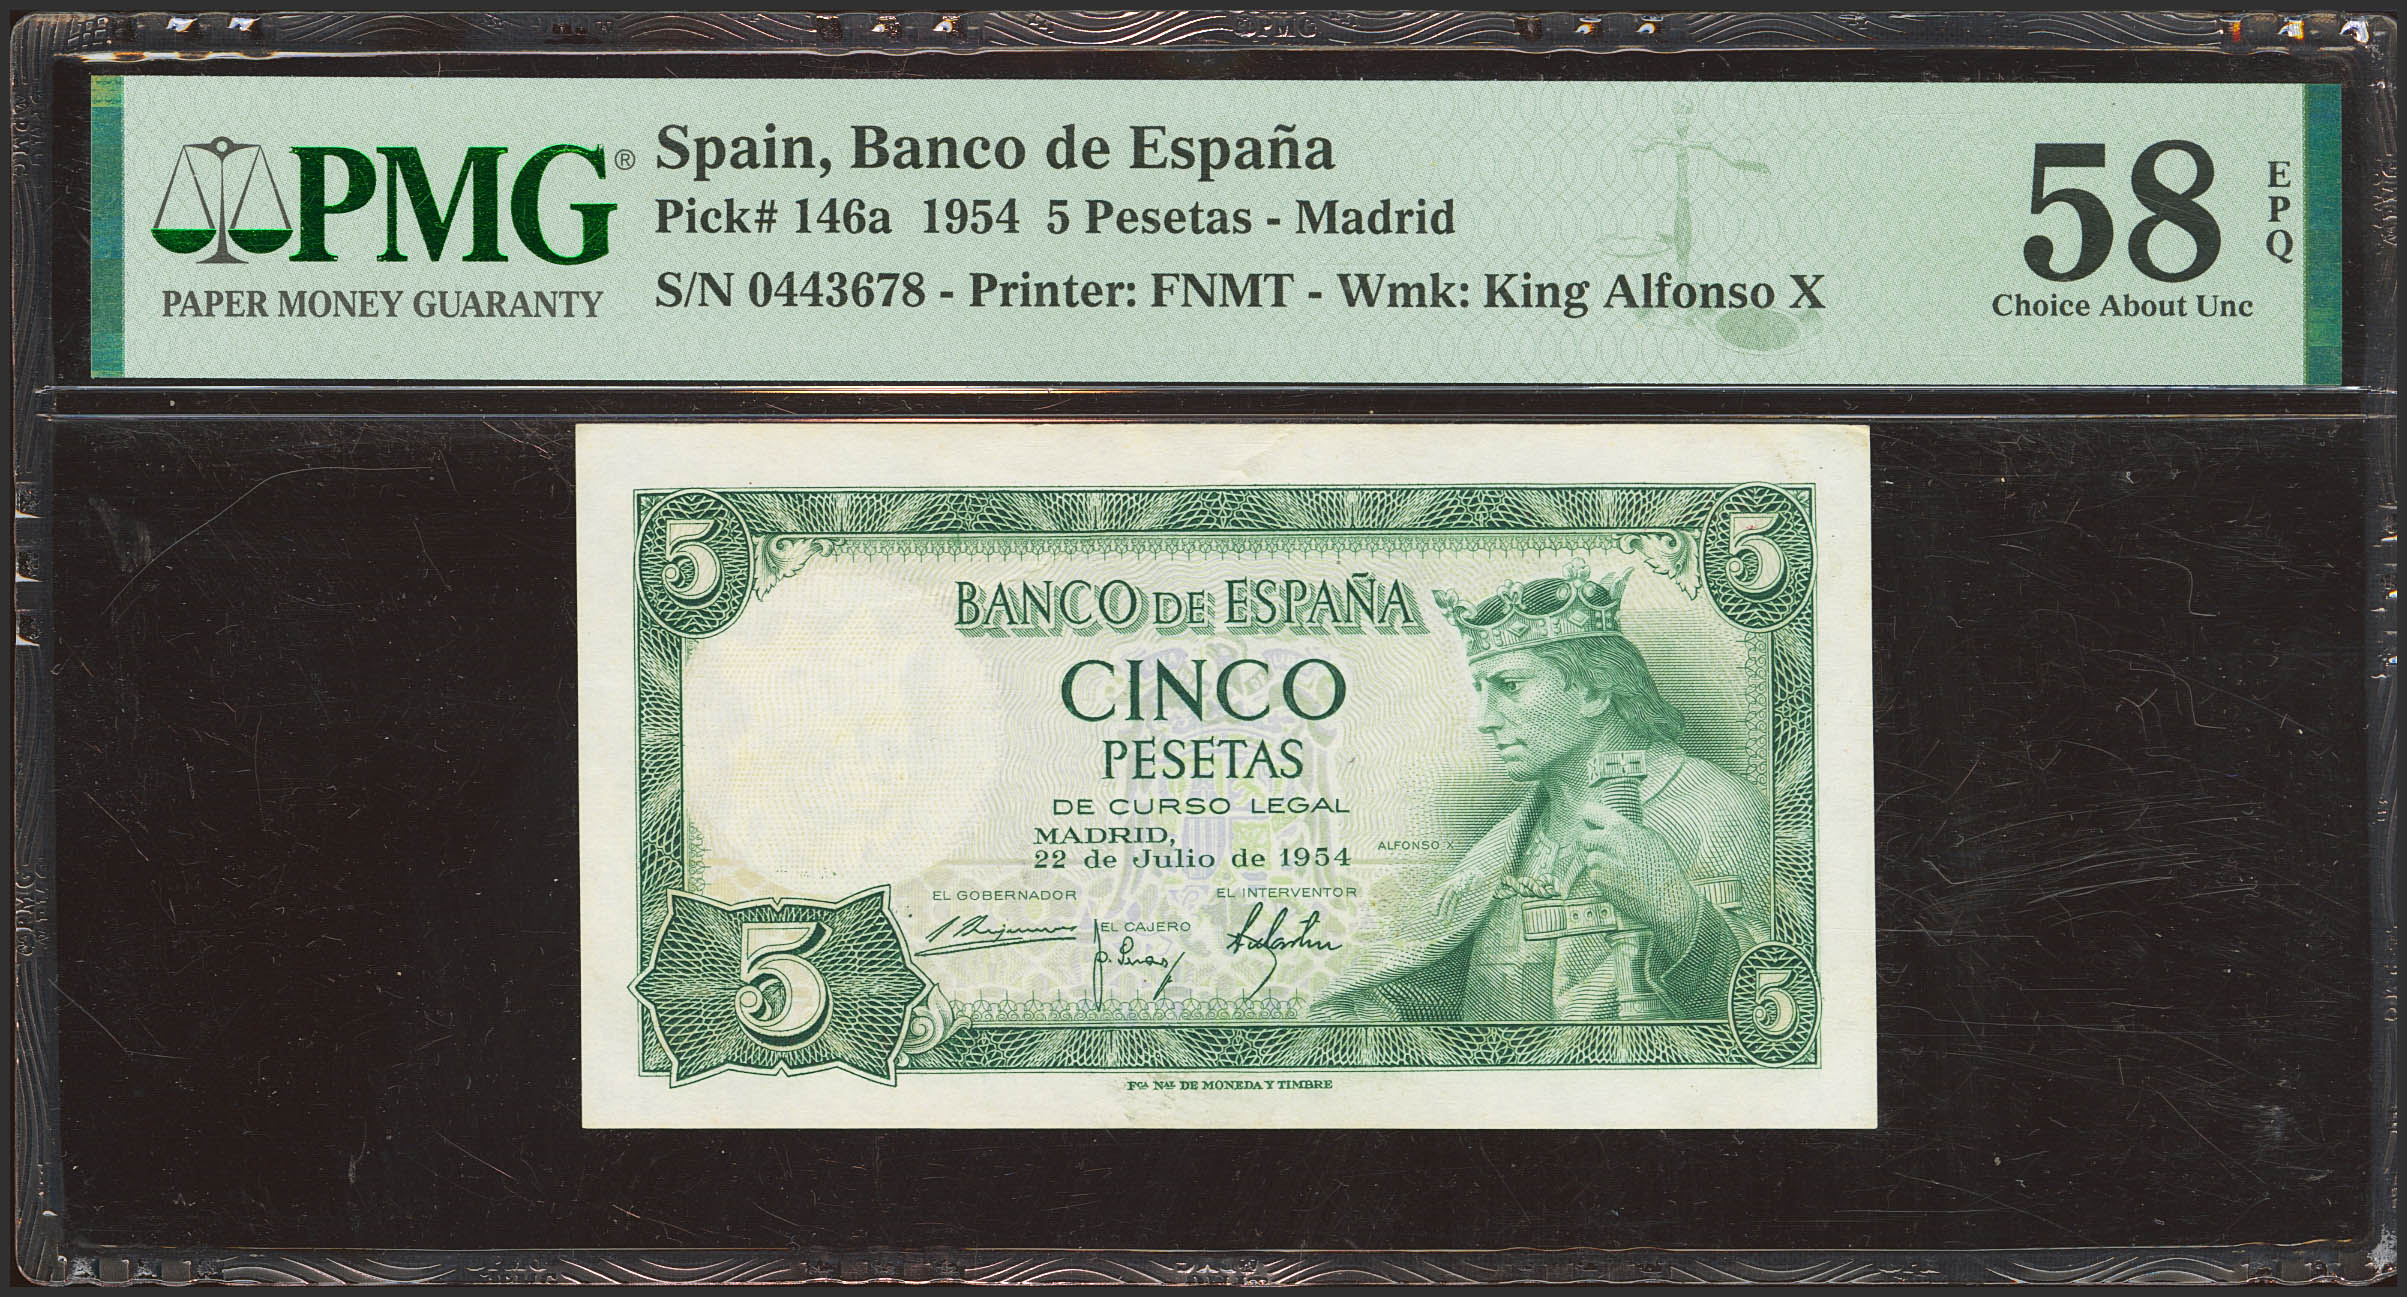 ©PMG
PMG®
PAPER MONEY GUARANTY
Spain, Banco de España
Pick# 146a 1954 5 Pesetas - Madrid
S/N 0443678 - Printer: FNMT - Wmk: King Alfonso X
58
EPQ
Choice About Unc
5
5
BANCO DE ESPAÑA
CINCO
PESETAS
DE CURSO LEGAL
MADRID,
22 de Julio de 1954
ALFONSO X
EL GOBERNADOR
EL INTERVENTOR
EL CAJERO
5
5
FCA NAL DE MONEDA Y TIMBRE